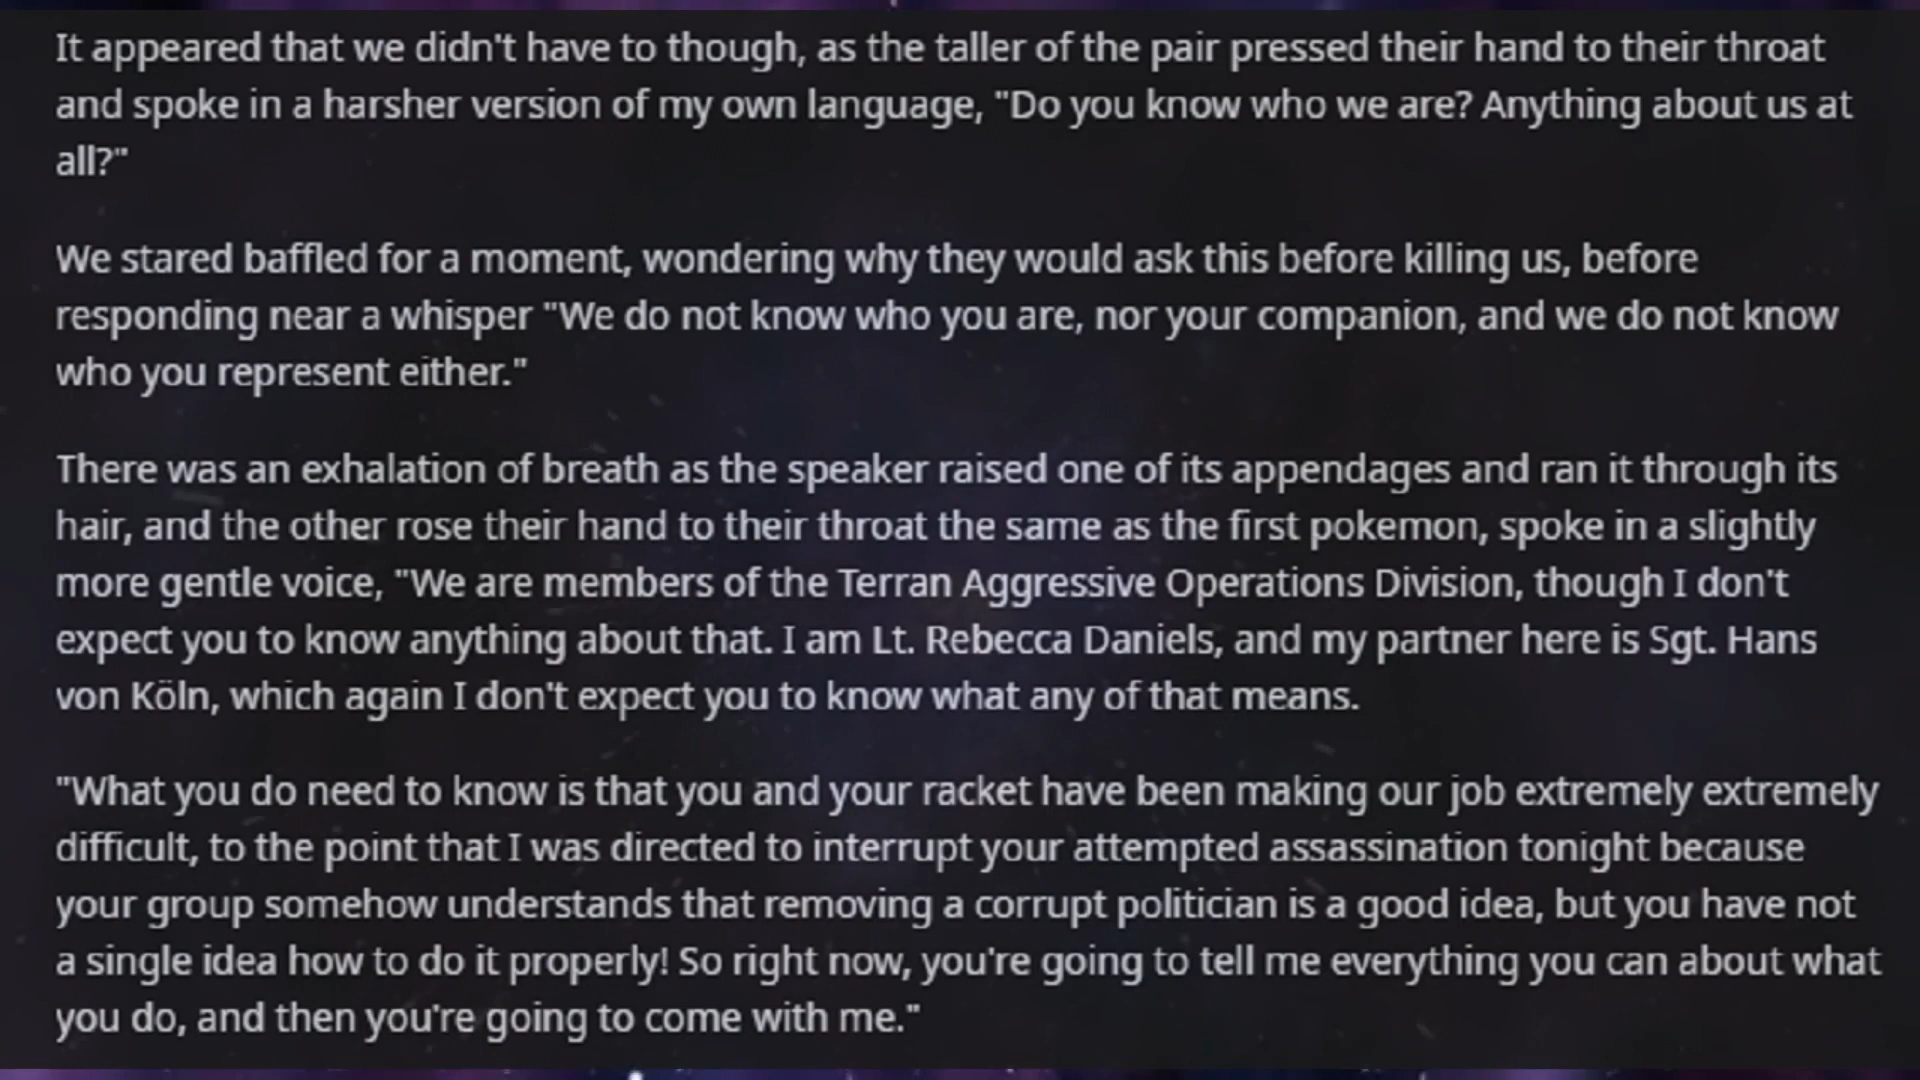 It appeared that we didn't have to though, as the taller of the pair pressed their hand to their throat
and spoke in a harsher version of my own language, "Do you know who we are? Anything about us at
all?"
We stared baffled for a moment, wondering why they would ask this before killing us, before
responding near a whisper "We do not know who you are, nor your companion, and we do not know
who you represent either."
There was an exhalation of breath as the speaker raised one of its appendages and ran it through its
hair, and the other rose their hand to their throat the same as the first pokemon, spoke in a slightly
more gentle voice, "We are members of the Terran Aggressive Operations Division, though I don't
expect you to know anything about that. I am Lt. Rebecca Daniels, and my partner here is Sgt. Hans
von Köln, which again I don't expect you to know what any of that means.
"What you do need to know is that you and your racket have been making our job extremely extremely
difficult, to the point that I was directed to interrupt your attempted assassination tonight because
your group somehow understands that removing a corrupt politician is a good idea, but you have not
a single idea how to do it properly! So right now, you're going to tell me everything you can about what
you do, and then you're going to come with me."